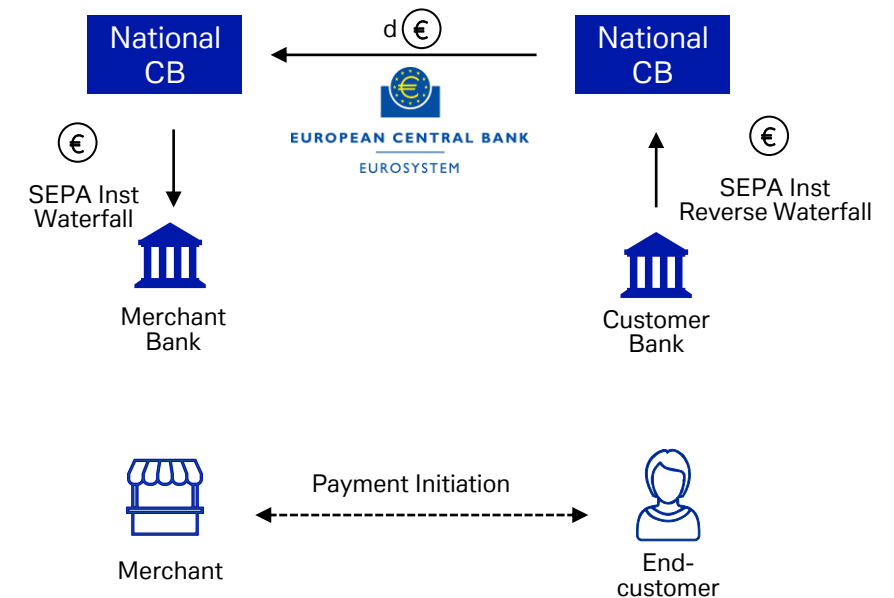 National
CB
d €
National
CB
€
EUROPEAN CENTRAL BANK
EUROSYSTEM
€
SEPA Inst
Waterfall
€
SEPA Inst
Reverse Waterfall
Merchant
Bank
Customer
Bank
Payment Initiation
Merchant
End-
customer